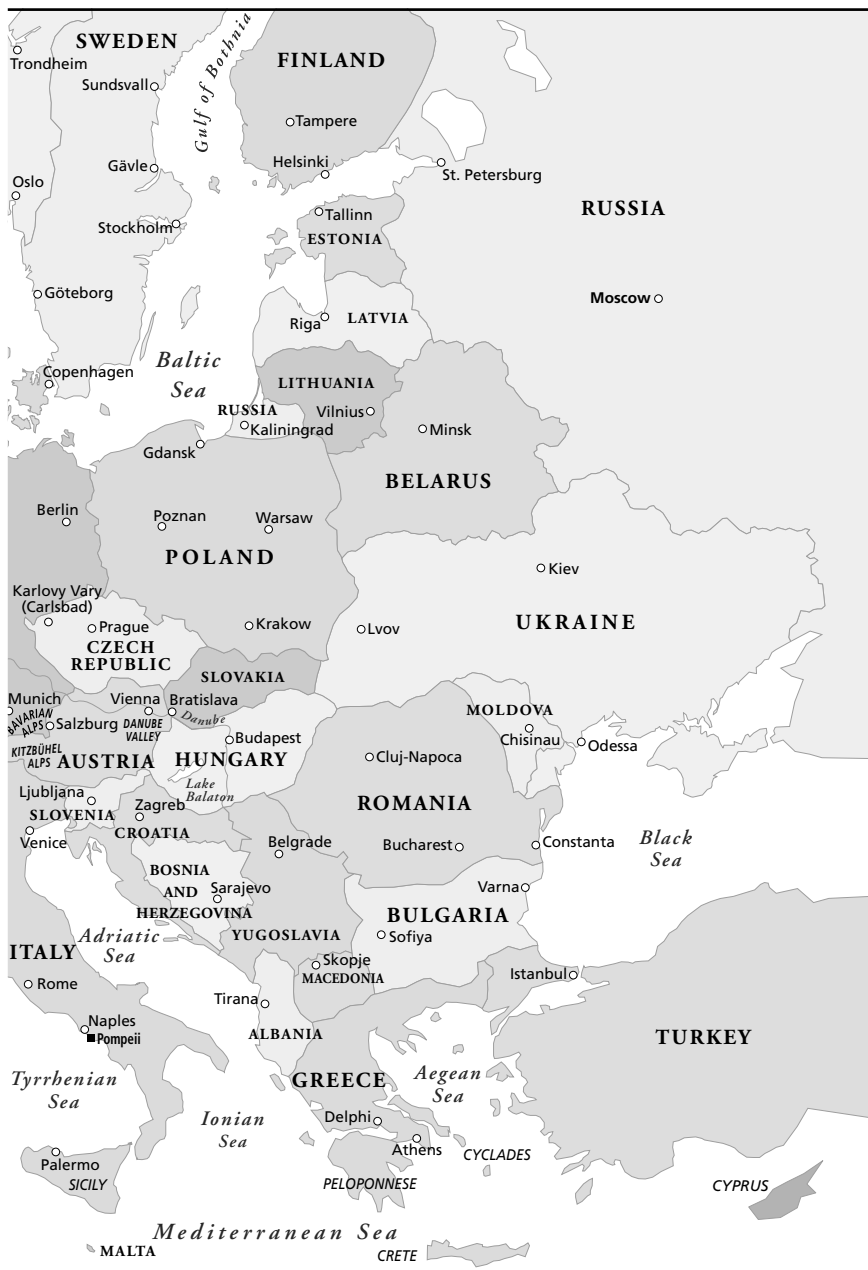 SWEDEN
Trondheim
Sundsvall
Gulf of Bothnia
FINLAND
Tampere
Gävle
Helsinki
St. Petersburg
Oslo
Stockholm
Tallinn
ESTONIA
RUSSIA
Göteborg
Moscow
Riga
LATVIA
Baltic
Sea
Copenhagen
LITHUANIA
RUSSIA
Vilnius
Kaliningrad
Minsk
Gdansk
BELARUS
Berlin
Poznan
Warsaw
POLAND
Kiev
Karlovy Vary
(Carlsbad)
Prague
Krakow
Lvov
UKRAINE
CZECH
REPUBLIC
SLOVAKIA
Munich
Vienna
Bratislava
BAVARIAN
ALPS
Salzburg
DANUBE
VALLEY
Danube
MOLDOVA
Chisinau
Odessa
KITZBÜHEL
ALPS
AUSTRIA
Budapest
HUNGARY
Cluj-Napoca
Lake
Balaton
Ljubljana
SLOVENIA
Zagreb
CROATIA
ROMANIA
Venice
Belgrade
Bucharest
Constanta
Black
Sea
BOSNIA
AND
HERZEGOVINA
Sarajevo
Varna
BULGARIA
YUGOSLAVIA
Sofiya
ITALY
Adriatic
Sea
Skopje
MACEDONIA
Istanbul
Rome
Tirana
Naples
Pompeii
ALBANIA
TURKEY
Tyrrhenian
Sea
GREECE
Aegean
Sea
Ionian
Sea
Delphi
Athens
CYCLADES
Palermo
SICILY
PELOPONNESE
CYPRUS
Mediterranean Sea
MALTA
CRETE